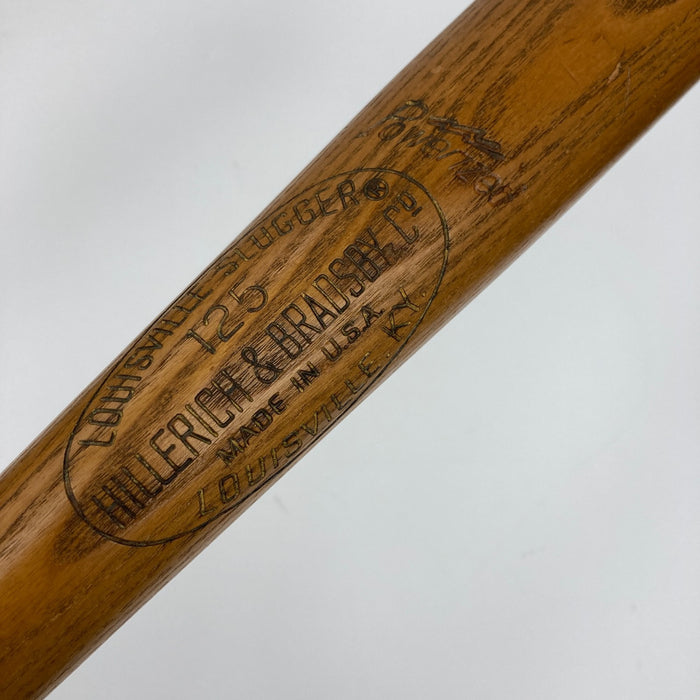 LOUISVILLE SLUGGER®
125
HILLERICH & BRADSBY CO
MADE IN U.S.A.
LOUISVILLE, KY.
POWERIZED